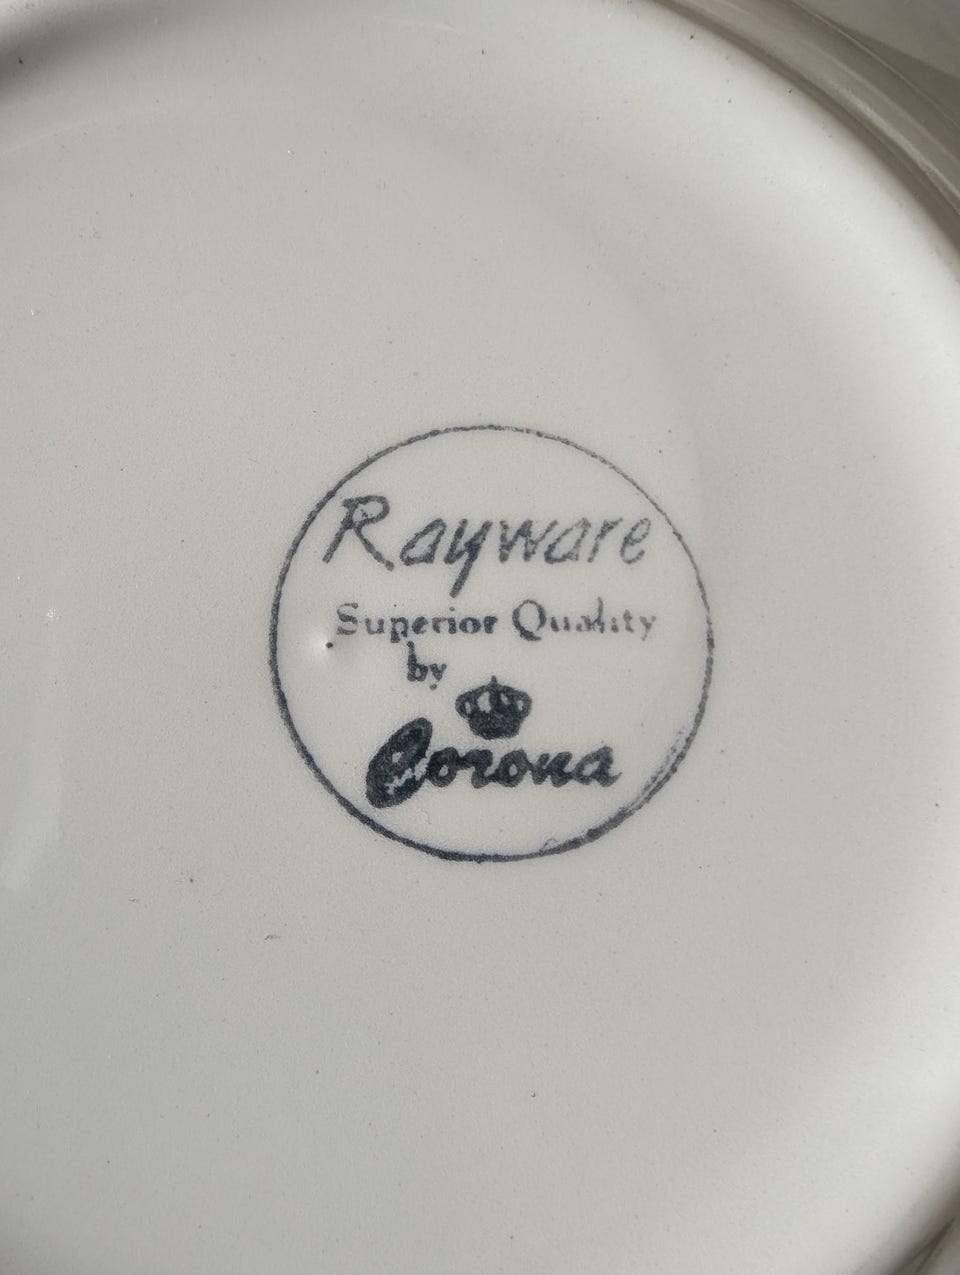 Rayware
Superior Quality
by
Corona